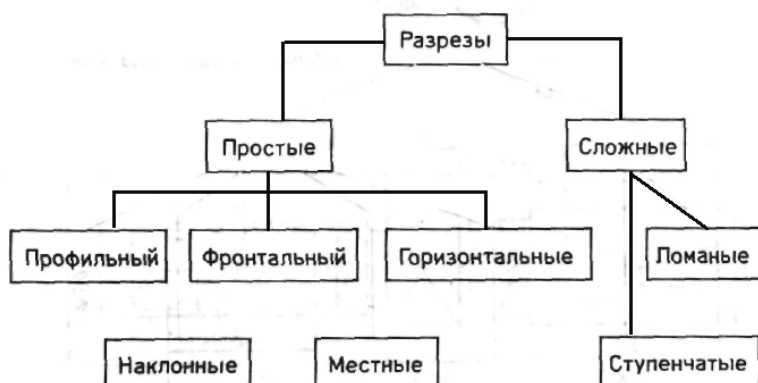 Разрезы
Простые
Сложные
Профильный
Фронтальный
Горизонтальные
Ломаные
Наклонные
Местные
Ступенчатые